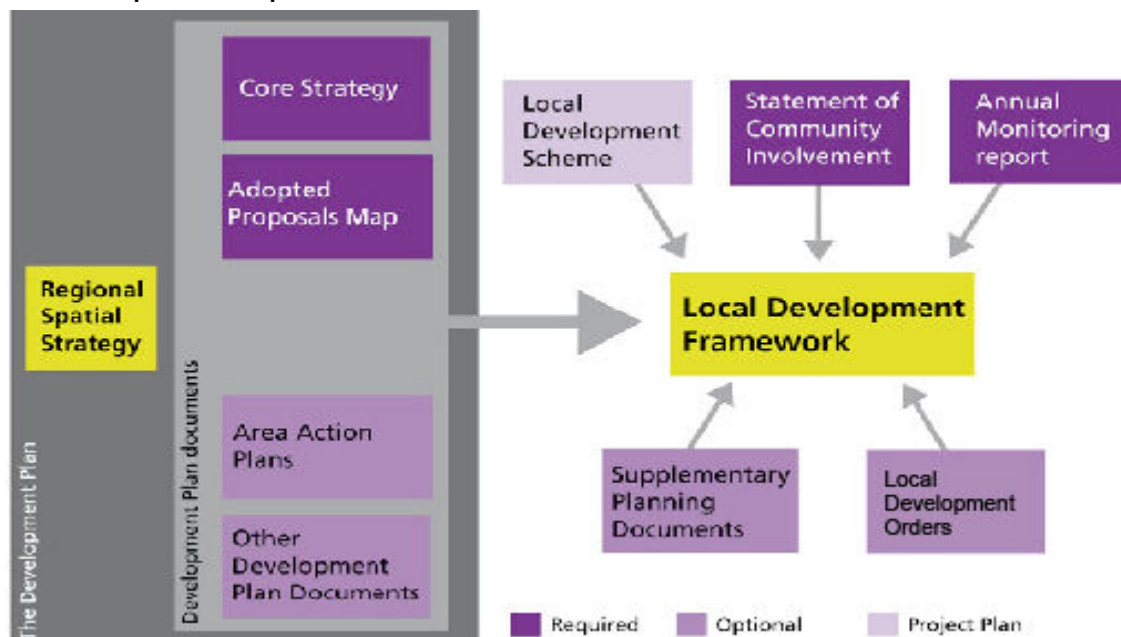 Core Strategy
Adopted
Proposals Map
Regional
Spatial
Strategy
Area Action
Plans
Other
Development
Plan Documents
The Development Plan
Development Plan documents
Local
Development
Scheme
Statement of
Community
Involvement
Annual
Monitoring
report
Local Development
Framework
Supplementary
Planning
Documents
Local
Development
Orders
Required
Optional
Project Plan